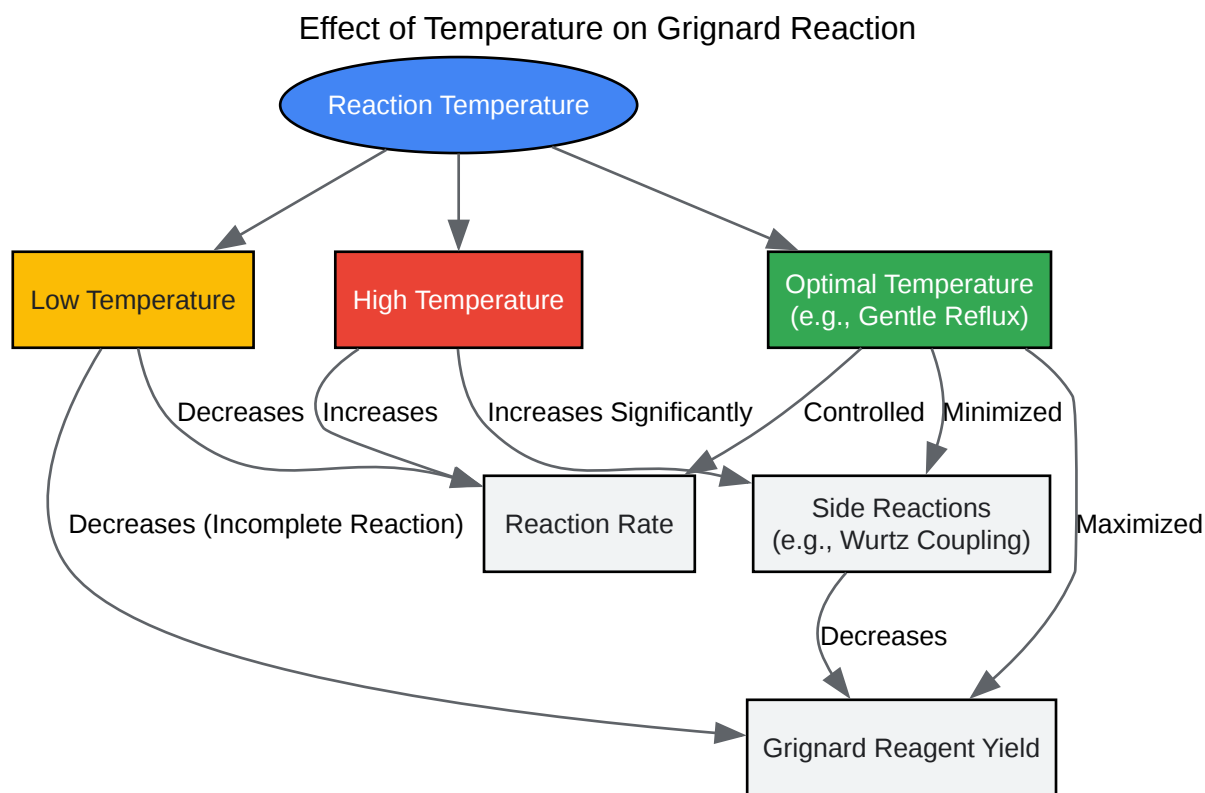 Effect of Temperature on Grignard Reaction
Reaction Temperature
Low Temperature
High Temperature
Optimal Temperature
(e.g., Gentle Reflux)
Decreases
Increases
Increases Significantly
Controlled
Minimized
Decreases (Incomplete Reaction)
Reaction Rate
Side Reactions
(e.g., Wurtz Coupling)
Maximized
Decreases
Grignard Reagent Yield